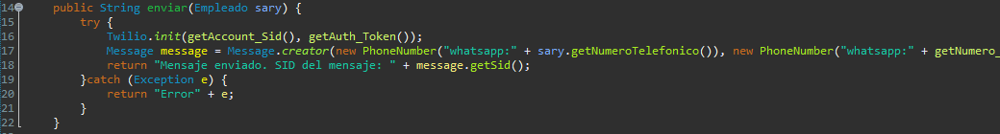 14 public String enviar(Empleado sary) {
15 try {
16 Twilio.init(getAccount_Sid(), getAuth_Token());
17 Message message = Message.creator(new PhoneNumber("whatsapp:" + sary.getNumeroTelefonico()), new PhoneNumber("whatsapp:" + getNumero_
18 return "Mensaje enviado. SID del mensaje: " + message.getSid();
19 }catch (Exception e) {
20 return "Error" + e;
21 }
22 }